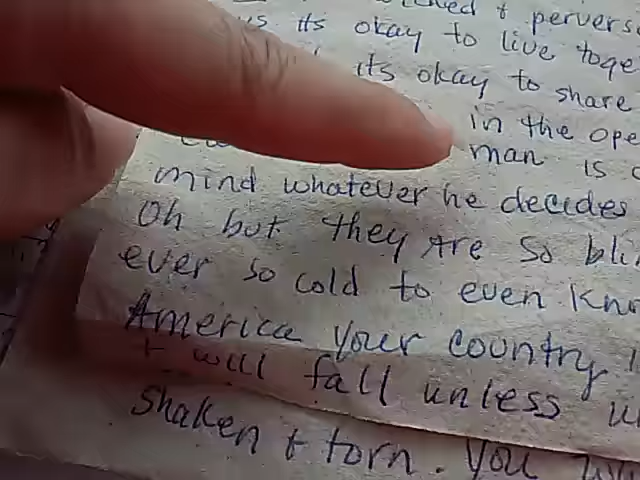 + pervers
its okay to live toge
its okay to share
in the ope
man is
mind whatever he decides
Oh but they Are so bli
ever so cold to even kn
America your country
+ will fall unless u
shaken + torn. You